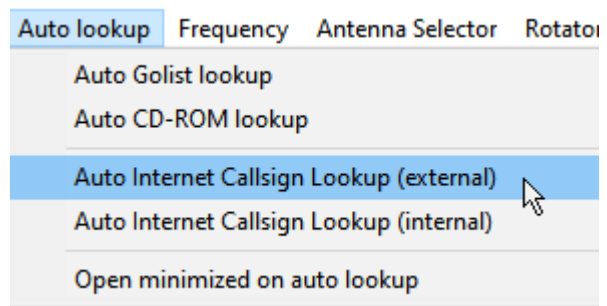 Auto lookup Frequency Antenna Selector Rotator
Auto Golist lookup
Auto CD-ROM lookup
Auto Internet Callsign Lookup (external)
Auto Internet Callsign Lookup (internal)
Open minimized on auto lookup